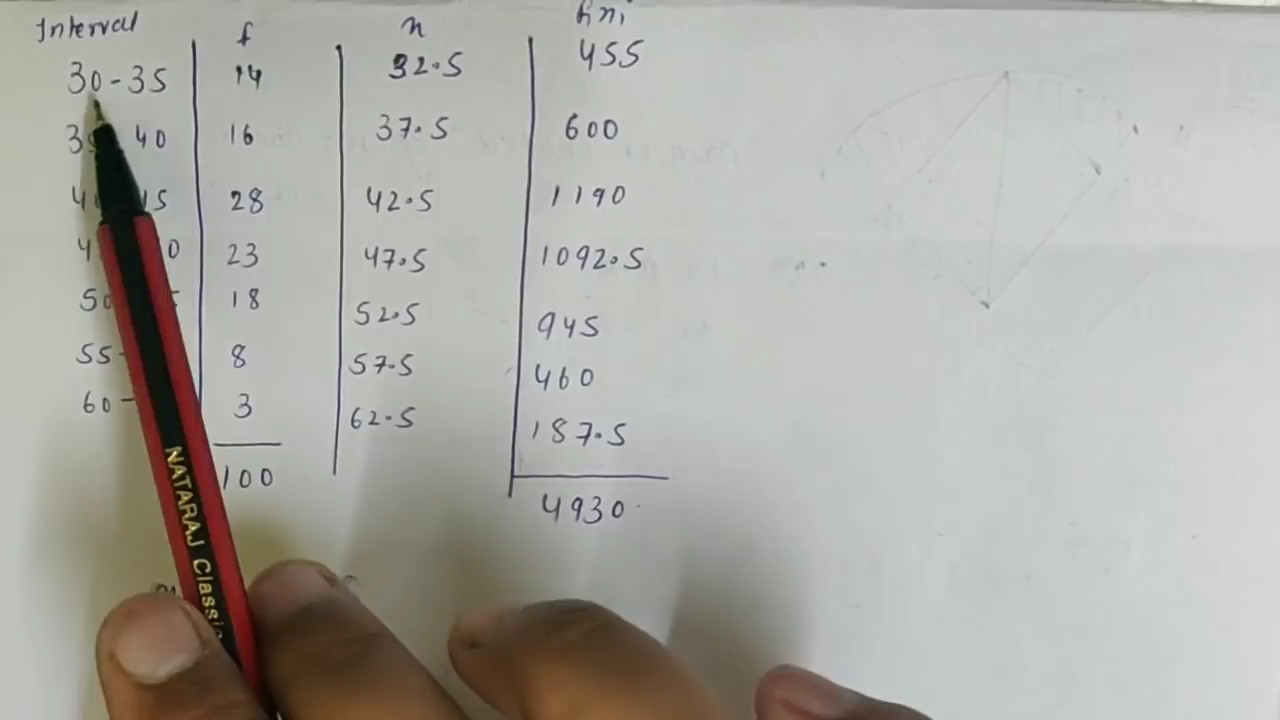 Interval f x fixi
30-35 14 32.5 455
40 16 37.5 600
28 42.5 1190
23 47.5 1092.5
50 18 52.5 945
55- 8 57.5 460
60- 3 62.5 187.5
100 4930
NATARAJ Classic